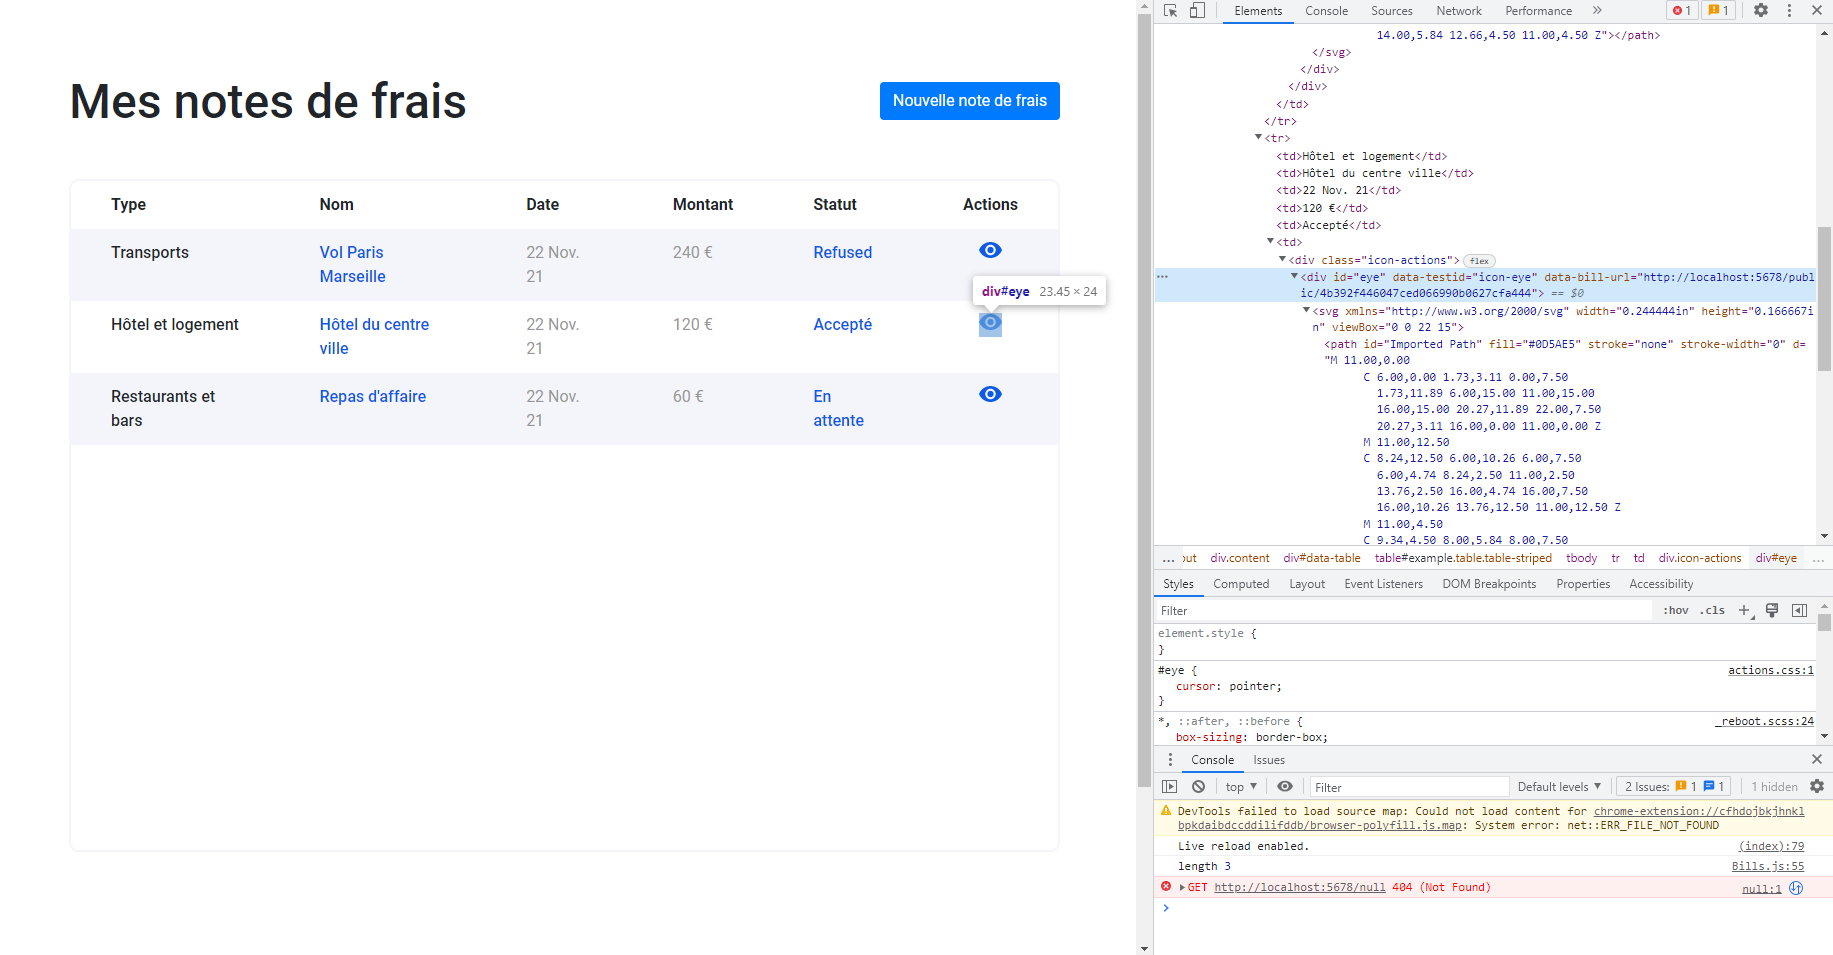 Mes notes de frais
Nouvelle note de frais
Type Nom Date Montant Statut Actions
Transports Vol Paris Marseille 22 Nov. 21 240 € Refused
div#eye 23.45 × 24
Hôtel et logement Hôtel du centre ville 22 Nov. 21 120 € Accepté
Restaurants et bars Repas d'affaire 22 Nov. 21 60 € En attente
Elements Console Sources Network Performance » 1 1
14.00,5.84 12.66,4.50 11.00,4.50 Z"></path>
</svg>
</div>
</div>
</td>
</tr>
<tr>
<td>Hôtel et logement</td>
<td>Hôtel du centre ville</td>
<td>22 Nov. 21</td>
<td>120 €</td>
<td>Accepté</td>
<td>
<div class="icon-actions"> flex
<div id="eye" data-testid="icon-eye" data-bill-url="http://localhost:5678/publ
ic/4b392f446047ced066990b0627cfa444"> == $0
<svg xmlns="http://www.w3.org/2000/svg" width="0.244444in" height="0.166667i
n" viewBox="0 0 22 15">
<path id="Imported Path" fill="#0D5AE5" stroke="none" stroke-width="0" d=
"M 11.00,0.00
C 6.00,0.00 1.73,3.11 0.00,7.50
1.73,11.89 6.00,15.00 11.00,15.00
16.00,15.00 20.27,11.89 22.00,7.50
20.27,3.11 16.00,0.00 11.00,0.00 Z
M 11.00,12.50
C 8.24,12.50 6.00,10.26 6.00,7.50
6.00,4.74 8.24,2.50 11.00,2.50
13.76,2.50 16.00,4.74 16.00,7.50
16.00,10.26 13.76,12.50 11.00,12.50 Z
M 11.00,4.50
C 9.34,4.50 8.00,5.84 8.00,7.50
... out div.content div#data-table table#example.table.table-striped tbody tr td div.icon-actions div#eye ...
Styles Computed Layout Event Listeners DOM Breakpoints Properties Accessibility
Filter :hov .cls +
element.style {
}
#eye { actions.css:1
cursor: pointer;
}
*, ::after, ::before { _reboot.scss:24
box-sizing: border-box;
Console Issues
top Filter Default levels 2 Issues: 1 1 1 hidden
DevTools failed to load source map: Could not load content for chrome-extension://cfhdojbkjhnkl
bpkdaibdccddilifddb/browser-polyfill.js.map: System error: net::ERR_FILE_NOT_FOUND
Live reload enabled. (index):79
length 3 Bills.js:55
GET http://localhost:5678/null 404 (Not Found) null:1